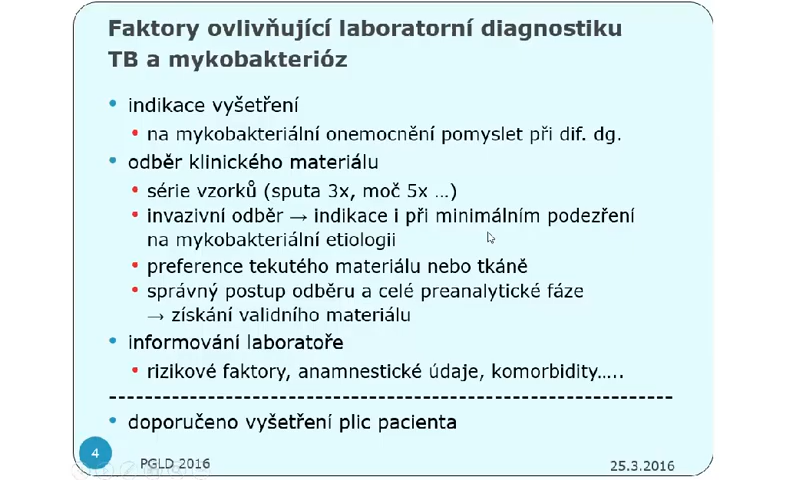 Faktory ovlivňující laboratorní diagnostiku
TB a mykobakterióz
• indikace vyšetření
• na mykobakteriální onemocnění pomyslet při dif. dg.
• odběr klinického materiálu
• série vzorků (sputa 3x, moč 5x …)
• invazivní odběr → indikace i při minimálním podezření
na mykobakteriální etiologii
• preference tekutého materiálu nebo tkáně
• správný postup odběru a celé preanalytické fáze
→ získání validního materiálu
• informování laboratoře
• rizikové faktory, anamnestické údaje, komorbidity…..
---------------------------------------------------------------
• doporučeno vyšetření plic pacienta
4
PGLD 2016
25.3.2016